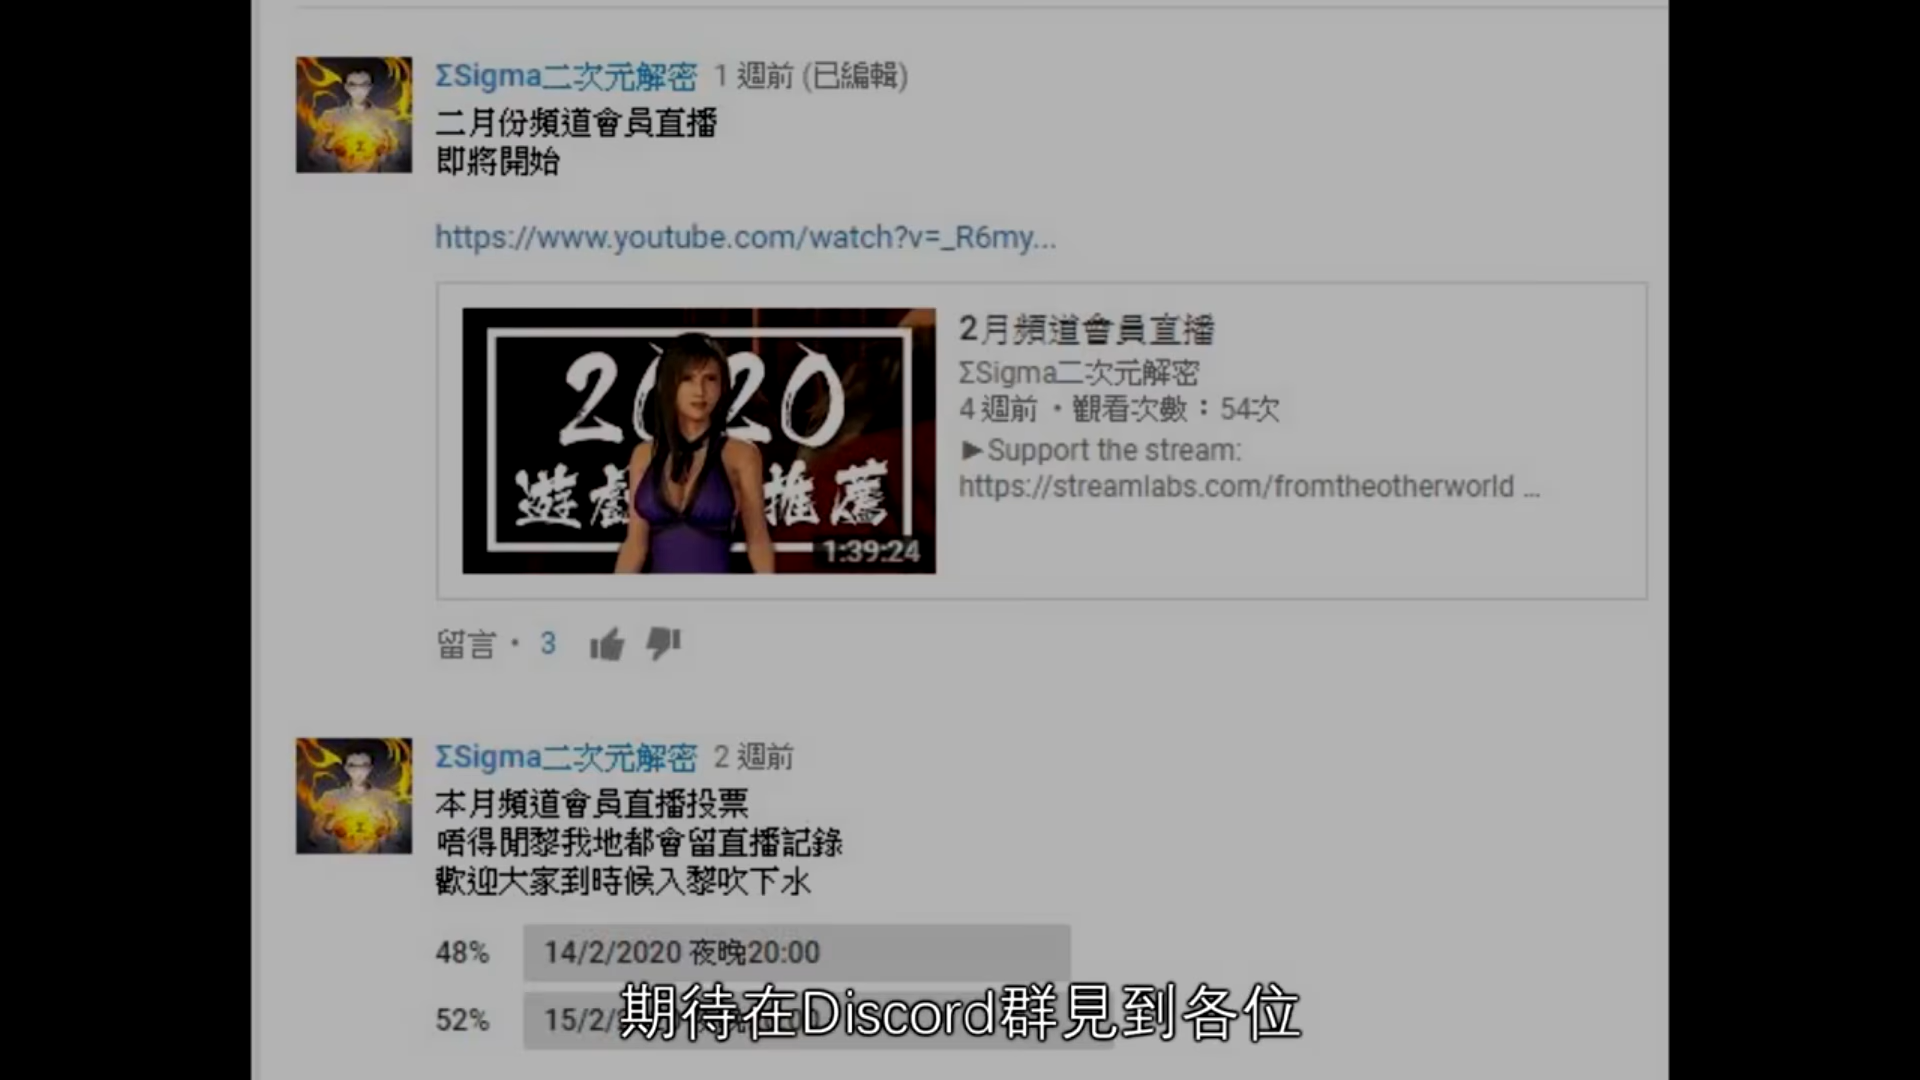 ΣSigma二次元解密 1 週前 (已編輯)
二月份頻道會員直播
即將開始
https://www.youtube.com/watch?v=_R6my...
2020
遊戲推薦
1:39:24
2月頻道會員直播
ΣSigma二次元解密
4 週前・觀看次數：54次
►Support the stream:
https://streamlabs.com/fromtheotherworld ...
留言・ 3
ΣSigma二次元解密 2 週前
本月頻道會員直播投票
唔得閒黎我地都會留直播記錄
歡迎大家到時候入黎吹下水
48% 14/2/2020 夜晚20:00
52% 15/2/
期待在Discord群見到各位